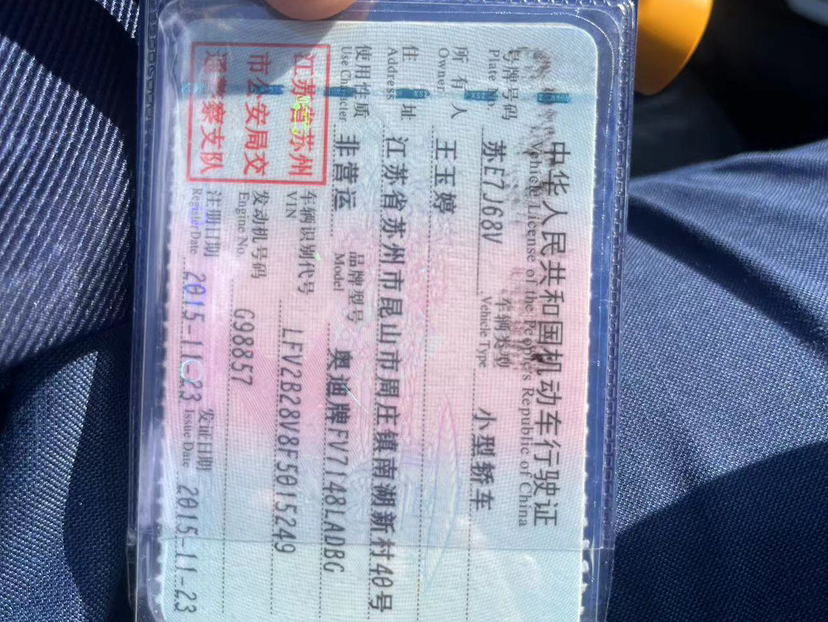 中华人民共和国机动车行驶证
Vehicle License of the People's Republic of China
号牌号码 苏E7J68V 车辆类型 小型轿车
Plate No. Vehicle Type
所有人 王玉婷
Owner
住址 江苏省苏州市昆山市周庄镇南湖新村40号
Address
使用性质 非营运 品牌型号 奥迪牌FV7148LADBG
Use Character Model
江苏省苏州
市公安局交
通警察支队
车辆识别代号 LFV2B28V8F5015249
VIN
发动机号码 G98857
Engine No.
注册日期 2015-11-23 发证日期 2015-11-23
Register Date Issue Date